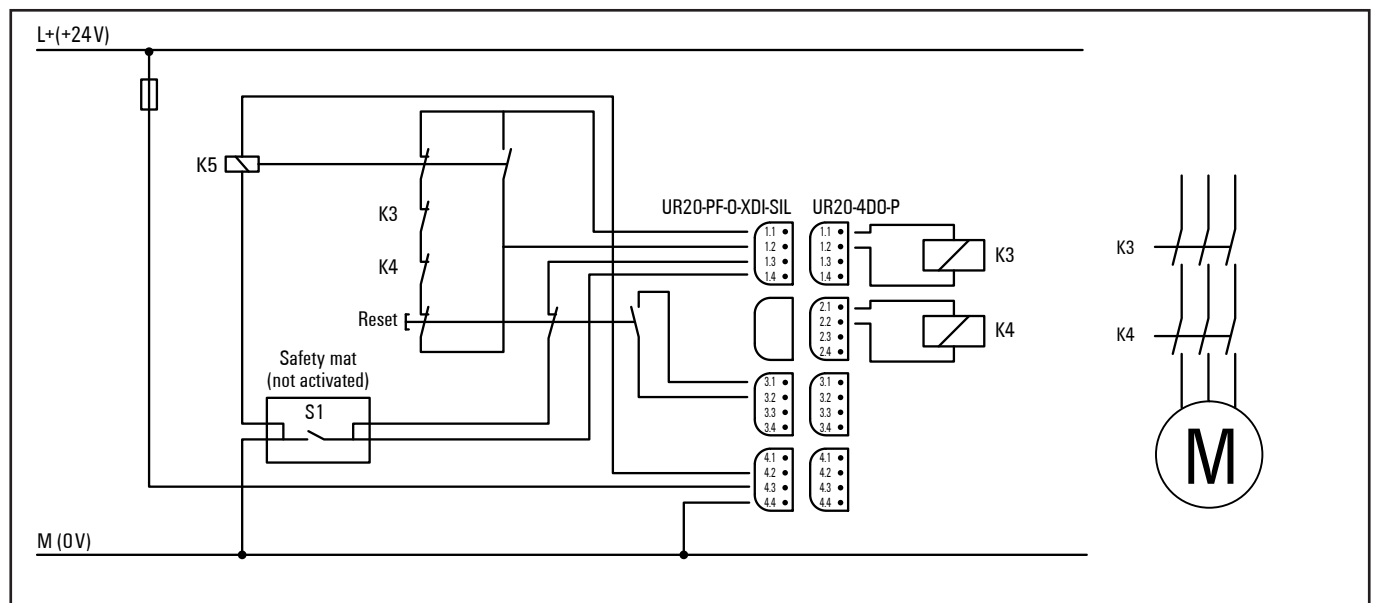 L+(+24 V)
K5
K3
K4
Reset
Safety mat
(not activated)
S1
UR20-PF-O-XDI-SIL
UR20-4DO-P
1.1
1.2
1.3
1.4
3.1
3.2
3.3
3.4
4.1
4.2
4.3
4.4
1.1
1.2
1.3
1.4
2.1
2.2
2.3
2.4
3.1
3.2
3.3
3.4
4.1
4.2
4.3
4.4
K3
K4
K3
K4
M
M (0 V)